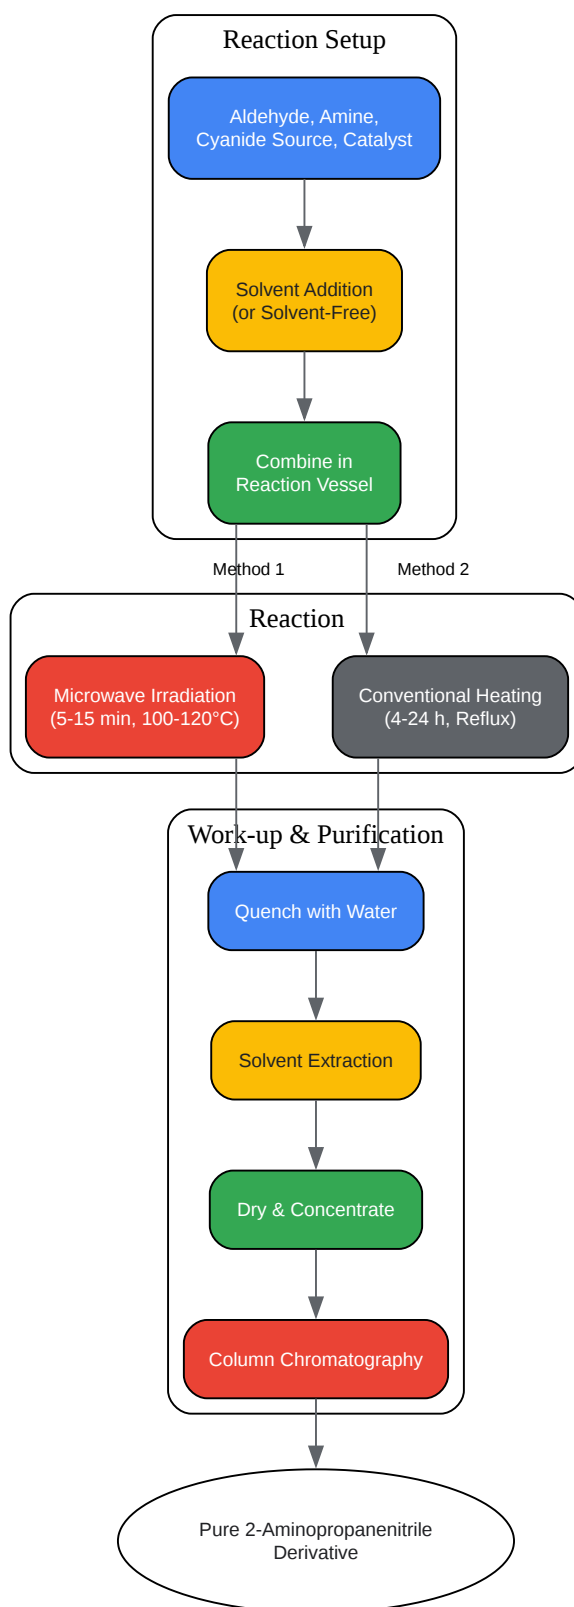 Reaction Setup
Aldehyde, Amine,
Cyanide Source, Catalyst
Solvent Addition
(or Solvent-Free)
Combine in
Reaction Vessel
Method 1
Method 2
Reaction
Microwave Irradiation
(5-15 min, 100-120°C)
Conventional Heating
(4-24 h, Reflux)
Work-up & Purification
Quench with Water
Solvent Extraction
Dry & Concentrate
Column Chromatography
Pure 2-Aminopropanenitrile
Derivative